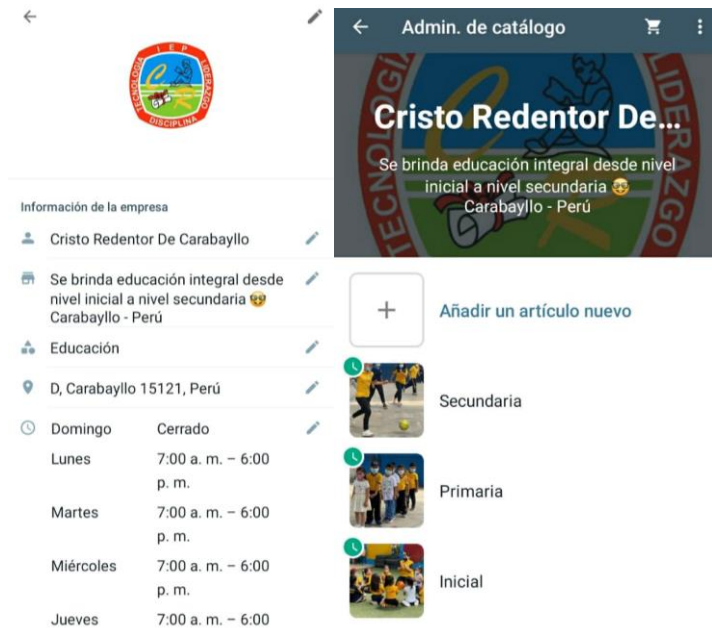 I E P
TECNOLOGÍA
LIDERAZGO
DISCIPLINA
Información de la empresa
Cristo Redentor De Carabayllo
Se brinda educación integral desde
nivel inicial a nivel secundaria 🤓
Carabayllo - Perú
Educación
D, Carabayllo 15121, Perú
Domingo Cerrado
Lunes 7:00 a. m. – 6:00
p. m.
Martes 7:00 a. m. – 6:00
p. m.
Miércoles 7:00 a. m. – 6:00
p. m.
Jueves 7:00 a. m. – 6:00
Admin. de catálogo
TECNOLOGÍA
LIDERAZGO
Cristo Redentor De...
Se brinda educación integral desde nivel
inicial a nivel secundaria 🤓
Carabayllo - Perú
Añadir un artículo nuevo
Secundaria
Primaria
Inicial